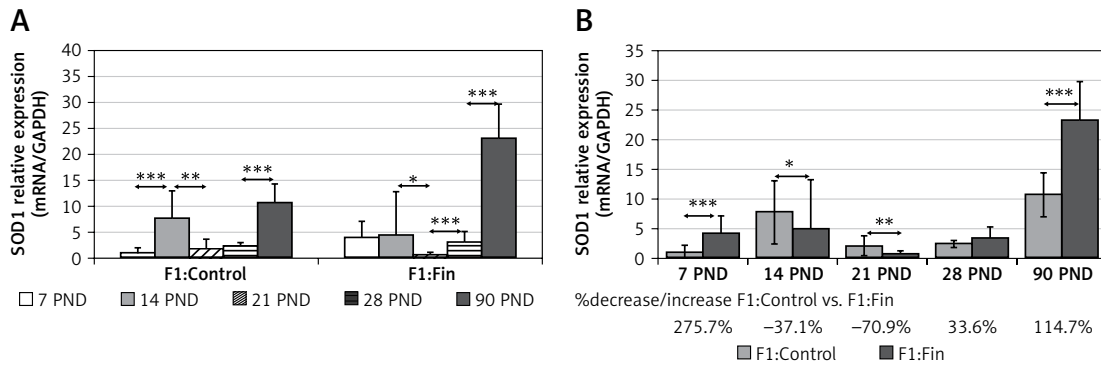 A
SOD1 relative expression
(mRNA/GAPDH)
40
35
30
25
20
15
10
5
0
*** ** *** * *** ***
F1:Control F1:Fin
7 PND 14 PND 21 PND 28 PND 90 PND
B
SOD1 relative expression
(mRNA/GAPDH)
35
30
25
20
15
10
5
0
*** * ** ***
7 PND 14 PND 21 PND 28 PND 90 PND
%decrease/increase F1:Control vs. F1:Fin
275.7% –37.1% –70.9% 33.6% 114.7%
F1:Control F1:Fin